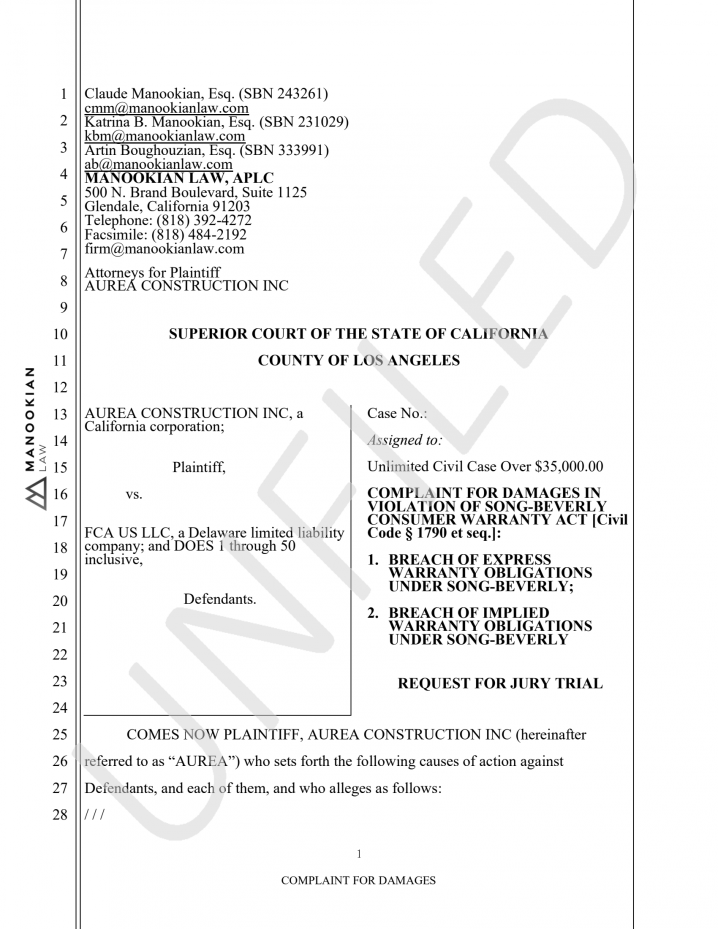 1 Claude Manookian, Esq. (SBN 243261)
cmm@manookianlaw.com
2 Katrina B. Manookian, Esq. (SBN 231029)
kbm@manookianlaw.com
3 Artin Boughouzian, Esq. (SBN 333991)
ab@manookianlaw.com
4 MANOOKIAN LAW, APLC
500 N. Brand Boulevard, Suite 1125
5 Glendale, California 91203
6 Telephone: (818) 392-4272
Facsimile: (818) 484-2192
7 firm@manookianlaw.com
8 Attorneys for Plaintiff
AUREA CONSTRUCTION INC
9
10 SUPERIOR COURT OF THE STATE OF CALIFORNIA
11 COUNTY OF LOS ANGELES
12
13 AUREA CONSTRUCTION INC, a
California corporation;
14
15 Plaintiff,
16 vs.
17 FCA US LLC, a Delaware limited liability
18 company; and DOES 1 through 50
inclusive,
19
20 Defendants.
21
22
23
24
Case No.:
Assigned to:
Unlimited Civil Case Over $35,000.00
COMPLAINT FOR DAMAGES IN
VIOLATION OF SONG-BEVERLY
CONSUMER WARRANTY ACT [Civil
Code § 1790 et seq.]:
1. BREACH OF EXPRESS
WARRANTY OBLIGATIONS
UNDER SONG-BEVERLY;
2. BREACH OF IMPLIED
WARRANTY OBLIGATIONS
UNDER SONG-BEVERLY
REQUEST FOR JURY TRIAL
25 COMES NOW PLAINTIFF, AUREA CONSTRUCTION INC (hereinafter
26 referred to as “AUREA”) who sets forth the following causes of action against
27 Defendants, and each of them, and who alleges as follows:
28 / / /
1
COMPLAINT FOR DAMAGES
MANOOKIAN
LAW
UNFILED